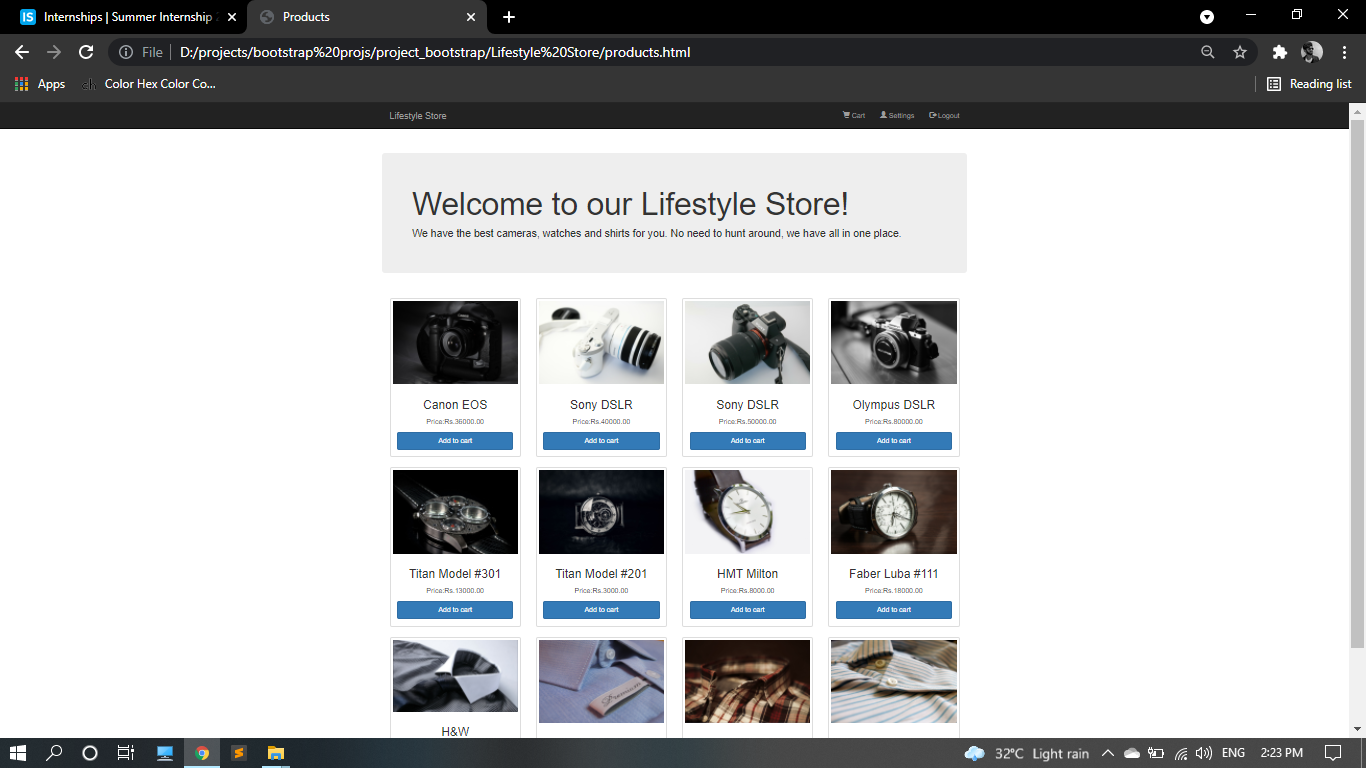 Internships | Summer Internship
Products
File
D:/projects/bootstrap%20projs/project_bootstrap/Lifestyle%20Store/products.html
Apps
Color Hex Color Co...
Reading list
Lifestyle Store
Cart
Settings
Logout
Welcome to our Lifestyle Store!
We have the best cameras, watches and shirts for you. No need to hunt around, we have all in one place.
Canon EOS
Price:Rs.36000.00
Add to cart
Sony DSLR
Price:Rs.40000.00
Add to cart
Sony DSLR
Price:Rs.50000.00
Add to cart
Olympus DSLR
Price:Rs.80000.00
Add to cart
Titan Model #301
Price:Rs.13000.00
Add to cart
Titan Model #201
Price:Rs.3000.00
Add to cart
HMT Milton
Price:Rs.8000.00
Add to cart
Faber Luba #111
Price:Rs.18000.00
Add to cart
H&W
32°C Light rain
ENG
2:23 PM